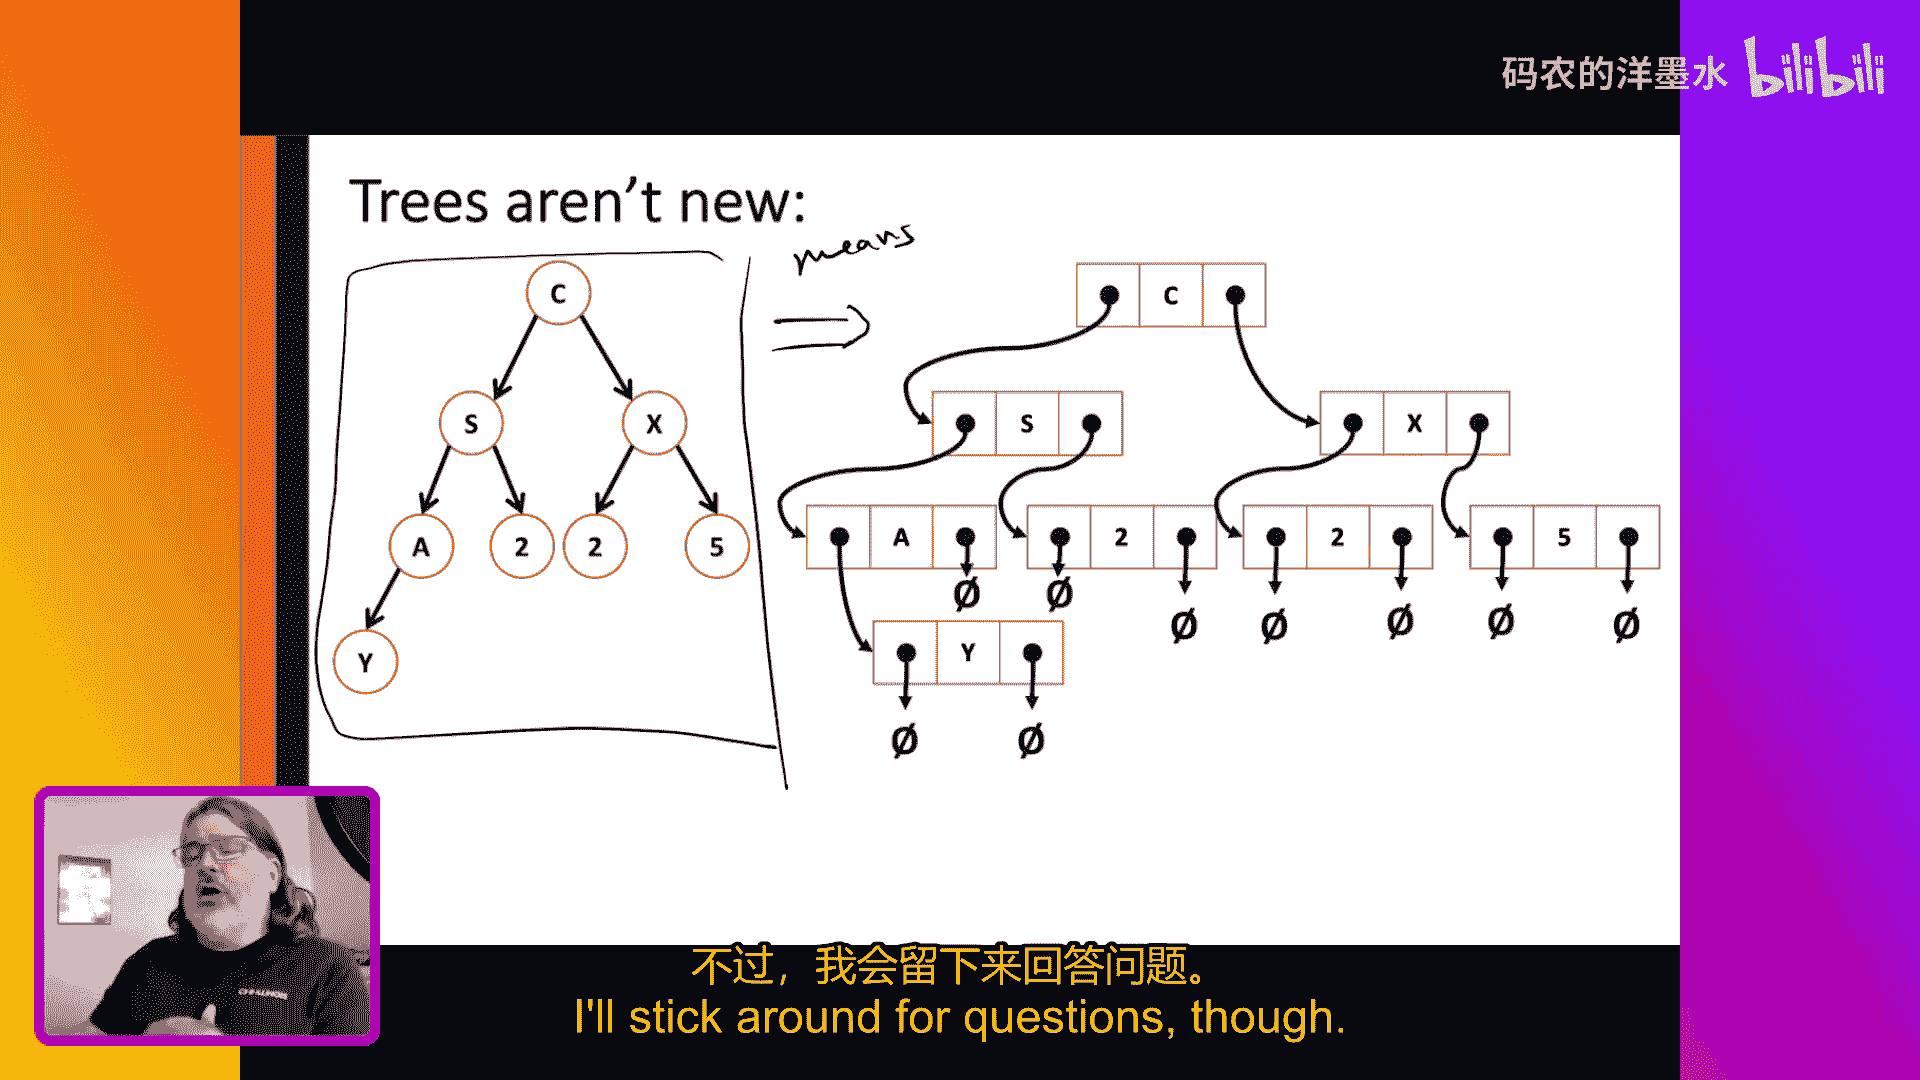 码农的洋墨水 bilibili
Trees aren't new:
means
C
S X
A 2 2 5
Y
C
S X
A 2 2 5
Ø Ø Ø Ø Ø Ø Ø
Y
Ø Ø
CHALMERS
不过，我会留下来回答问题。
I'll stick around for questions, though.